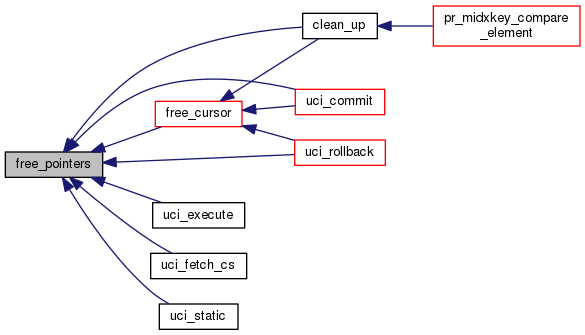 clean_up
pr_midxkey_compare
_element
uci_commit
free_cursor
uci_rollback
free_pointers
uci_execute
uci_fetch_cs
uci_static